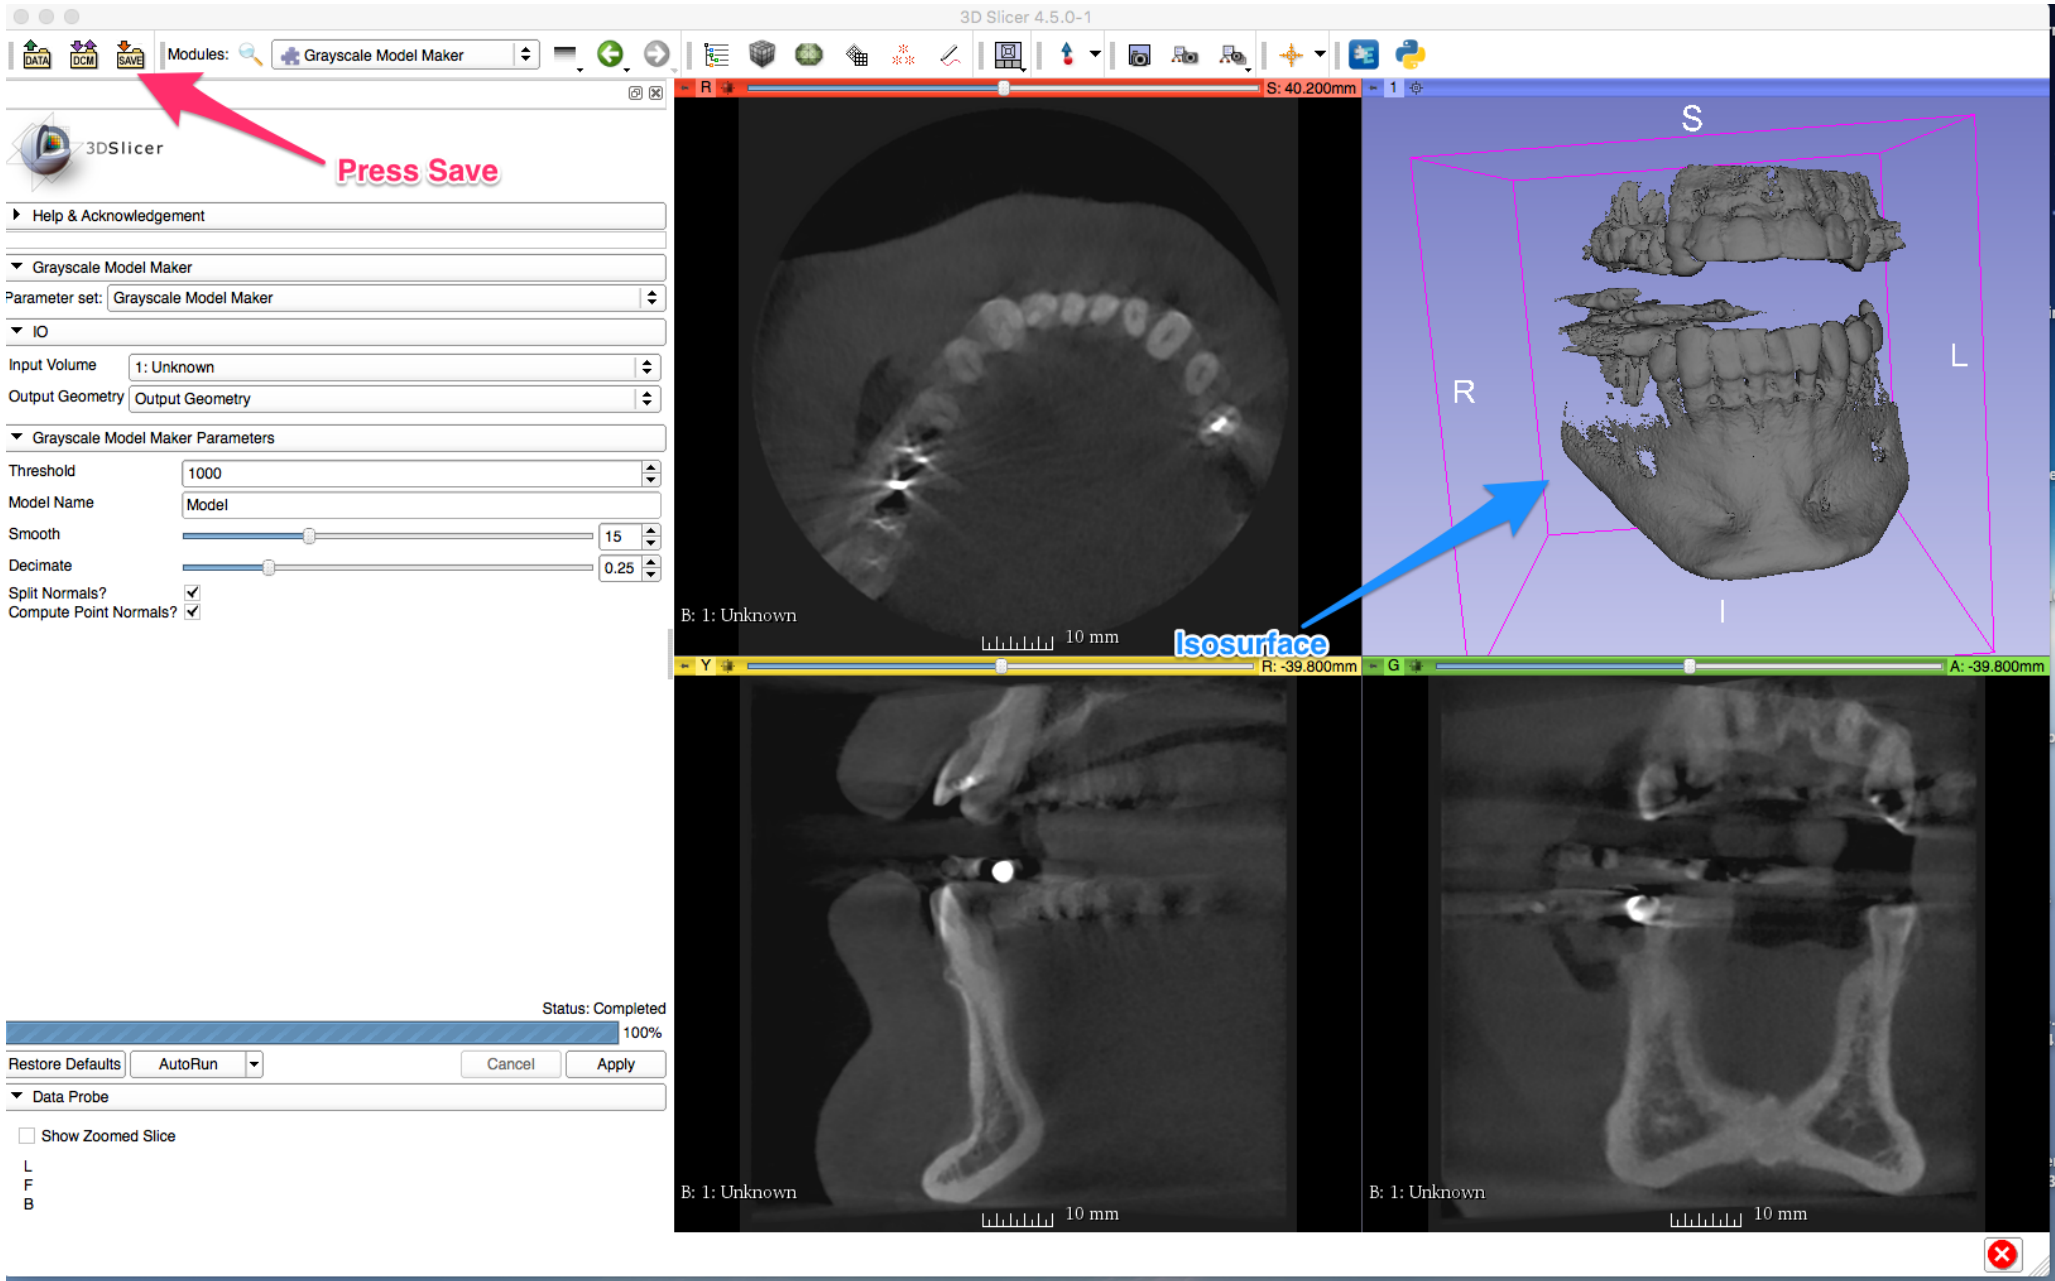 3D Slicer 4.5.0-1
DATA DCM SAVE Modules: Grayscale Model Maker
R S: 40.200mm 1
3DSlicer
Press Save
Help & Acknowledgement
Grayscale Model Maker
Parameter set: Grayscale Model Maker
IO
Input Volume 1: Unknown
Output Geometry Output Geometry
Grayscale Model Maker Parameters
Threshold 1000
Model Name Model
Smooth 15
Decimate 0.25
Split Normals?
Compute Point Normals?
Status: Completed
100%
Restore Defaults AutoRun Cancel Apply
Data Probe
Show Zoomed Slice
L
F
B
B: 1: Unknown
10 mm
S
R
L
I
Isosurface
Y R: -39.800mm
G A: -39.800mm
B: 1: Unknown
10 mm
B: 1: Unknown
10 mm